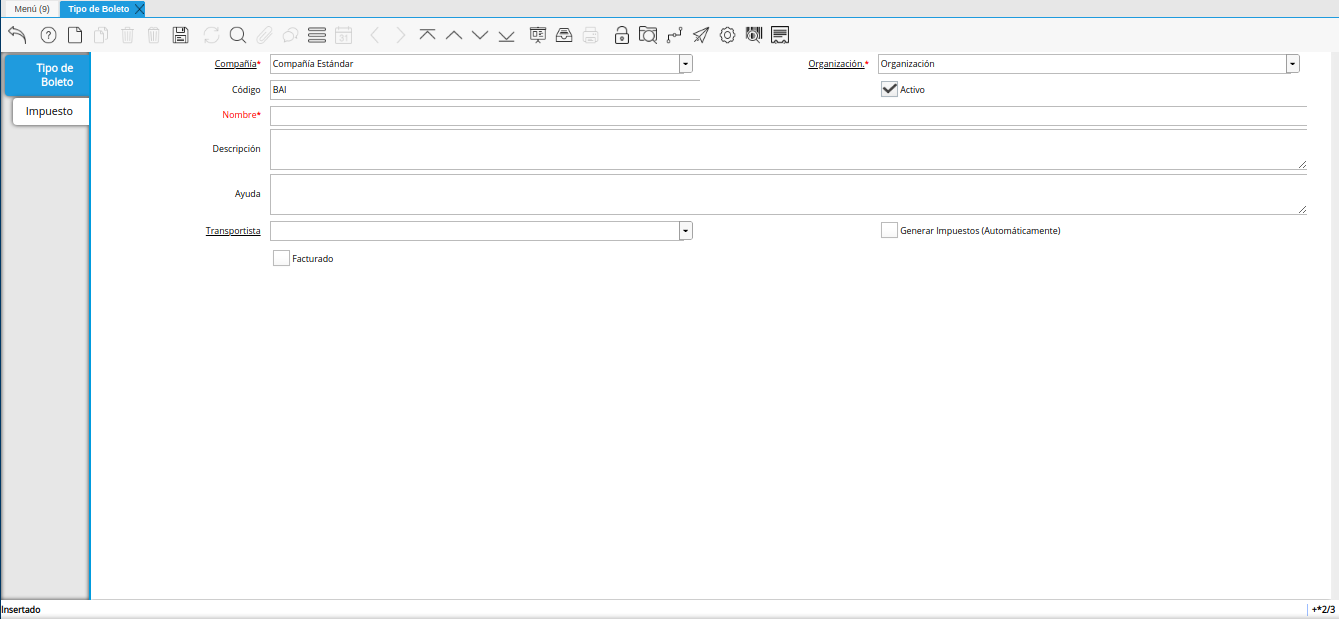 Menú (9) Tipo de Boleto
31
Tipo de
Boleto
Impuesto
Compañía* Compañía Estándar Organización.* Organización
Código BAI Activo
Nombre*
Descripción
Ayuda
Transportista Generar Impuestos (Automáticamente)
Facturado
Insertado +*2/3